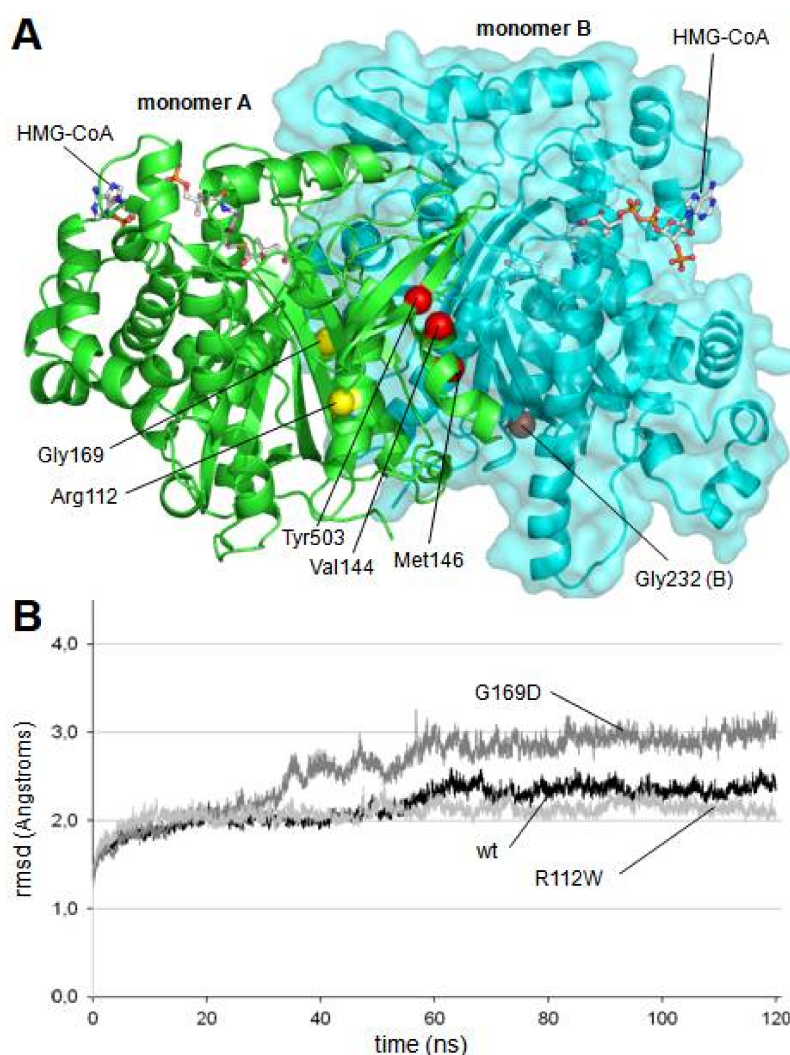 A
monomer B
HMG-CoA
monomer A
HMG-CoA
Gly169
Arg112
Tyr503
Val144
Met146
Gly232 (B)
B
4,0
G169D
3.0
2.0
wt
R112W
1.0
0.0
0
20
40
60
80
100
120
rmsd (Angstroms)
time (ns)